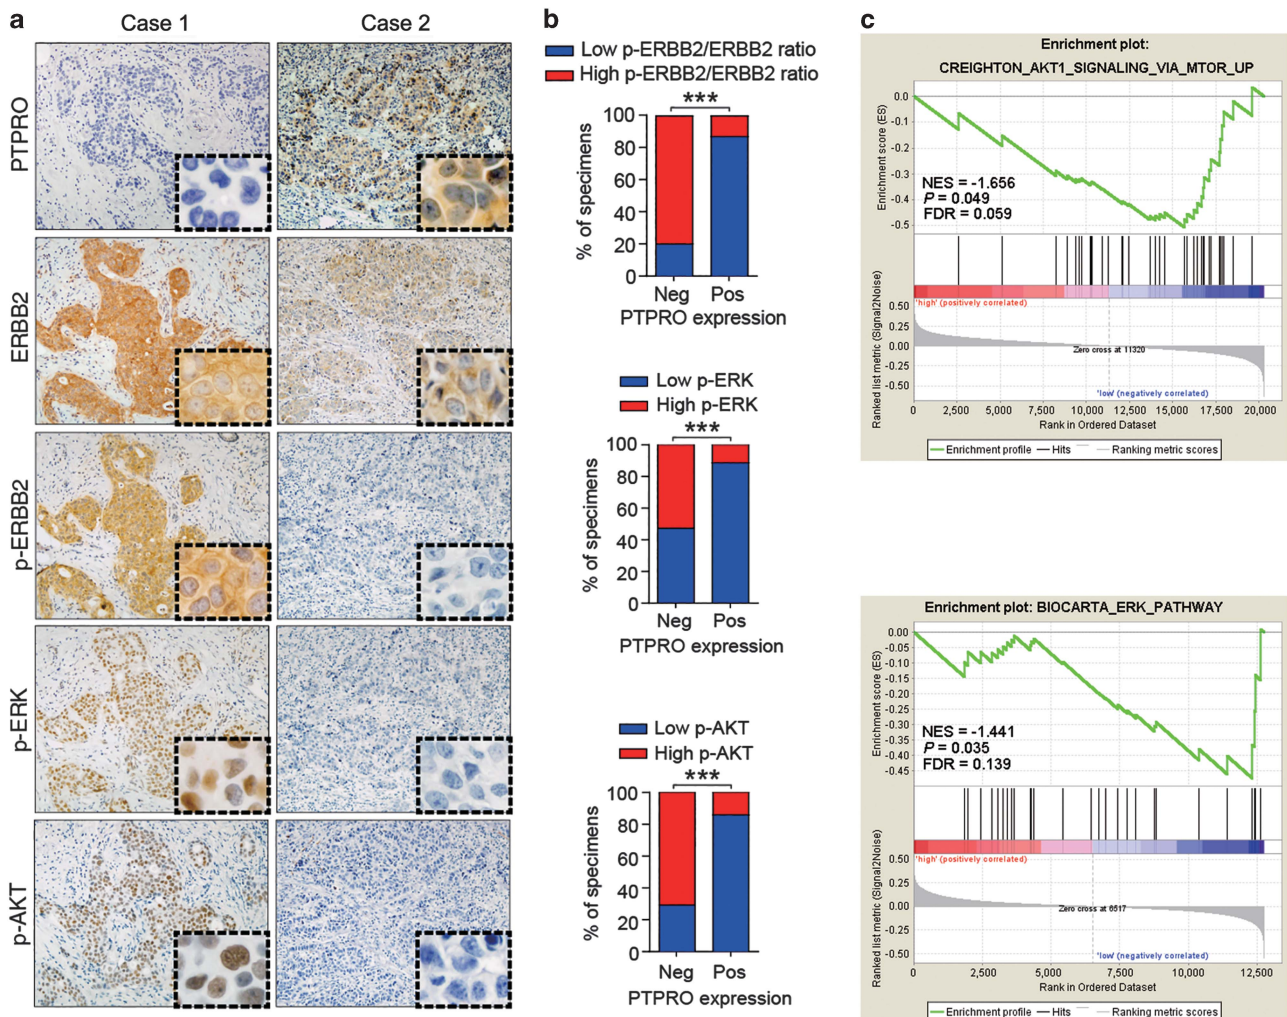 a
Case 1
Case 2
PTPRO
ERBB2
p-ERBB2
p-ERK
p-AKT
b
Low p-ERBB2/ERBB2 ratio
High p-ERBB2/ERBB2 ratio
***
100
80
60
40
20
0
% of specimens
Neg Pos
PTPRO expression
Low p-ERK
High p-ERK
***
100
80
60
40
20
0
% of specimens
Neg Pos
PTPRO expression
Low p-AKT
High p-AKT
***
100
80
60
40
20
0
% of specimens
Neg Pos
PTPRO expression
c
Enrichment plot:
CREIGHTON_AKT1_SIGNALING_VIA_MTOR_UP
Enrichment score (ES)
0.0
-0.1
-0.2
-0.3
-0.4
-0.5
NES = -1.656
P = 0.049
FDR = 0.059
Ranked list metric (Signal2Noise)
'high' (positively correlated)
0.50
0.25
0.00
-0.25
-0.50
Zero cross at 11320
'low' (negatively correlated)
0 2,500 5,000 7,500 10,000 12,500 15,000 17,500 20,000
Rank in Ordered Dataset
Enrichment profile Hits Ranking metric scores
Enrichment plot: BIOCARTA_ERK_PATHWAY
Enrichment score (ES)
0.00
-0.05
-0.10
-0.15
-0.20
-0.25
-0.30
-0.35
-0.40
-0.45
NES = -1.441
P = 0.035
FDR = 0.139
Ranked list metric (Signal2Noise)
'high' (positively correlated)
0.50
0.25
0.00
-0.25
-0.50
Zero cross at 6517
'low' (negatively correlated)
0 2,500 5,000 7,500 10,000 12,500
Rank in Ordered Dataset
Enrichment profile Hits Ranking metric scores